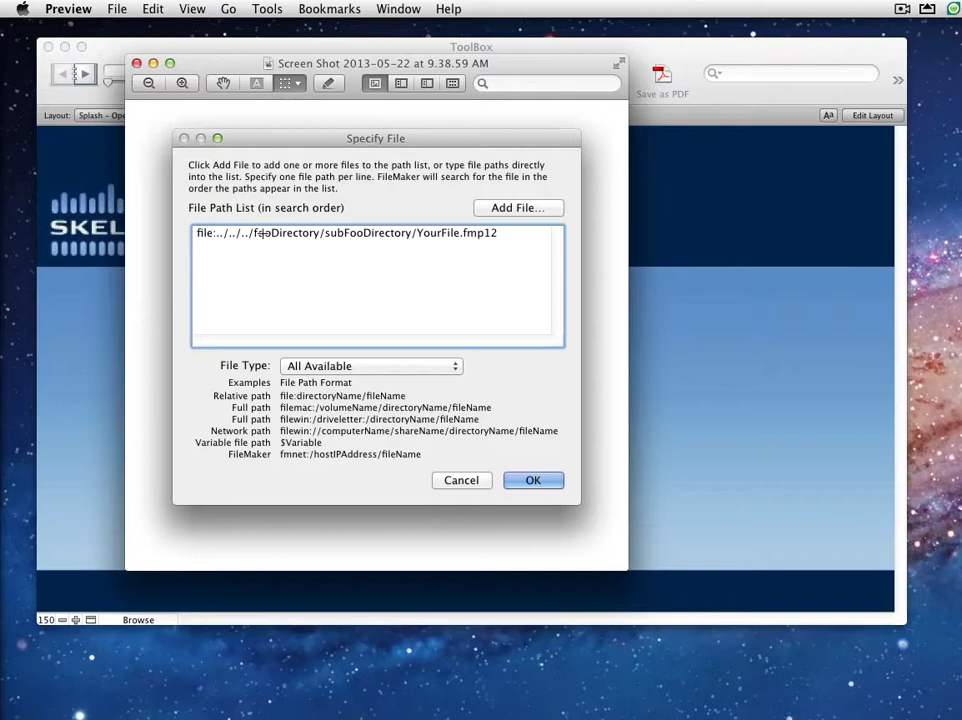 Preview File Edit View Go Tools Bookmarks Window Help
ToolBox
Screen Shot 2013-05-22 at 9.38.59 AM
Save as PDF
Layout: Splash - Ope
Aa Edit Layout
Specify File
Click Add File to add one or more files to the path list, or type file paths directly
into the list. Specify one file path per line. FileMaker will search for the file in the
order the paths appear in the list.
File Path List (in search order) Add File...
file:../../../fooDirectory/subFooDirectory/YourFile.fmp12
SKEL
File Type: All Available
Examples File Path Format
Relative path file:directoryName/fileName
Full path filemac:/volumeName/directoryName/fileName
Full path filewin:/driveletter:/directoryName/fileName
Network path filewin://computerName/shareName/directoryName/fileName
Variable file path $Variable
FileMaker fmnet:/hostIPAddress/fileName
Cancel OK
150 Browse